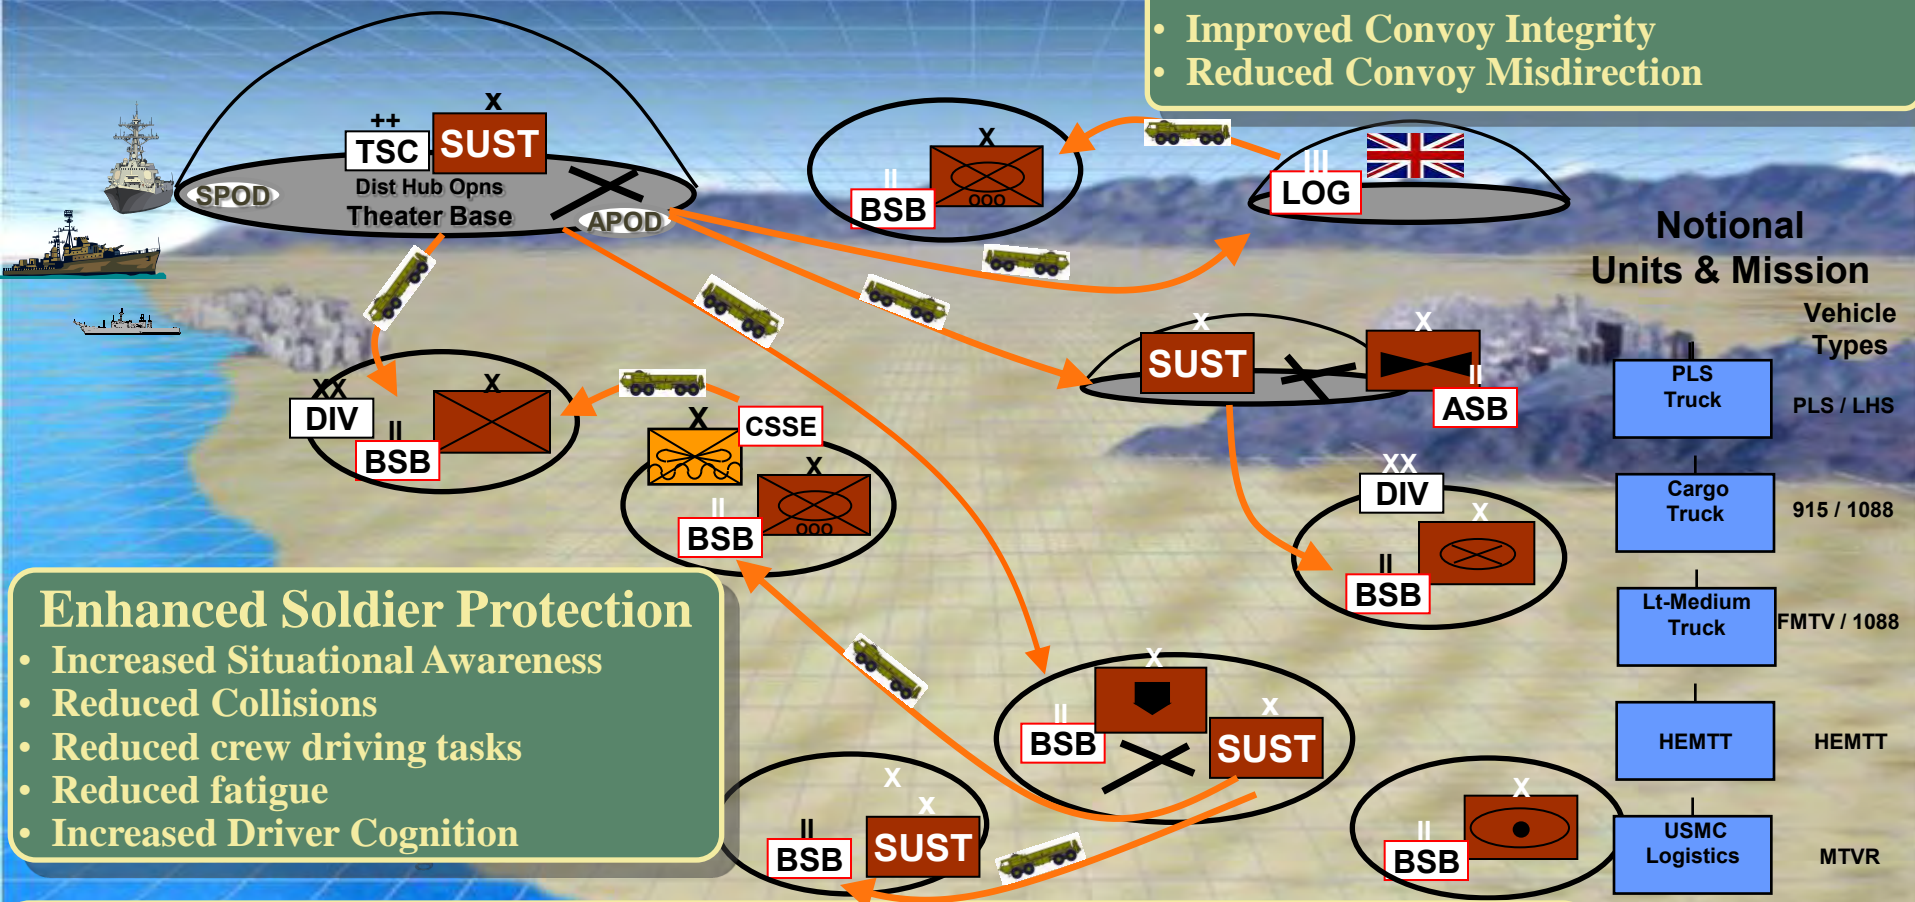 • Improved Convoy Integrity
• Reduced Convoy Misdirection
++
X
TSC
SUST
SPOD
Dist Hub Opns
Theater Base
APOD
X
II
BSB
OOO
III
LOG
Notional
Units & Mission
Vehicle
Types
X
SUST
X
II
ASB
II
PLS
Truck
PLS / LHS
XX
DIV
II
BSB
X
X
CSSE
X
II
BSB
OOO
XX
DIV
X
II
BSB
I
Cargo
Truck
915 / 1088
I
Lt-Medium
Truck
FMTV / 1088
Enhanced Soldier Protection
• Increased Situational Awareness
• Reduced Collisions
• Reduced crew driving tasks
• Reduced fatigue
• Increased Driver Cognition
X
II
BSB
X
SUST
I
HEMTT
HEMTT
X
X
II
BSB
SUST
X
II
BSB
I
USMC
Logistics
MTVR